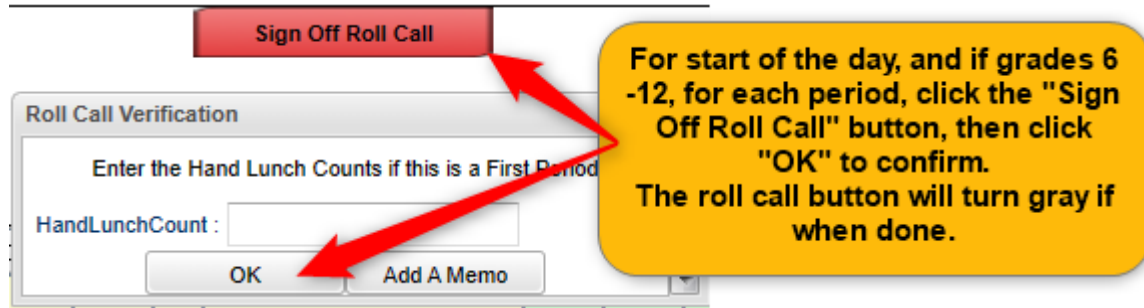 Sign Off Roll Call
For start of the day, and if grades 6
-12, for each period, click the "Sign
Off Roll Call" button, then click
"OK" to confirm.
The roll call button will turn gray if
when done.
Roll Call Verification
Enter the Hand Lunch Counts if this is a First Period
HandLunchCount :
OK
Add A Memo